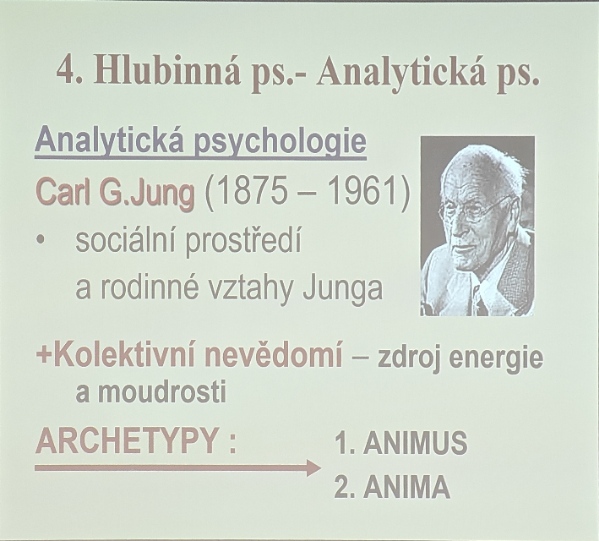 4. Hlubinná ps.- Analytická ps.
Analytická psychologie
Carl G.Jung (1875 – 1961)
• sociální prostředí
a rodinné vztahy Junga
+Kolektivní nevědomí – zdroj energie
a moudrosti
ARCHETYPY : 1. ANIMUS
2. ANIMA